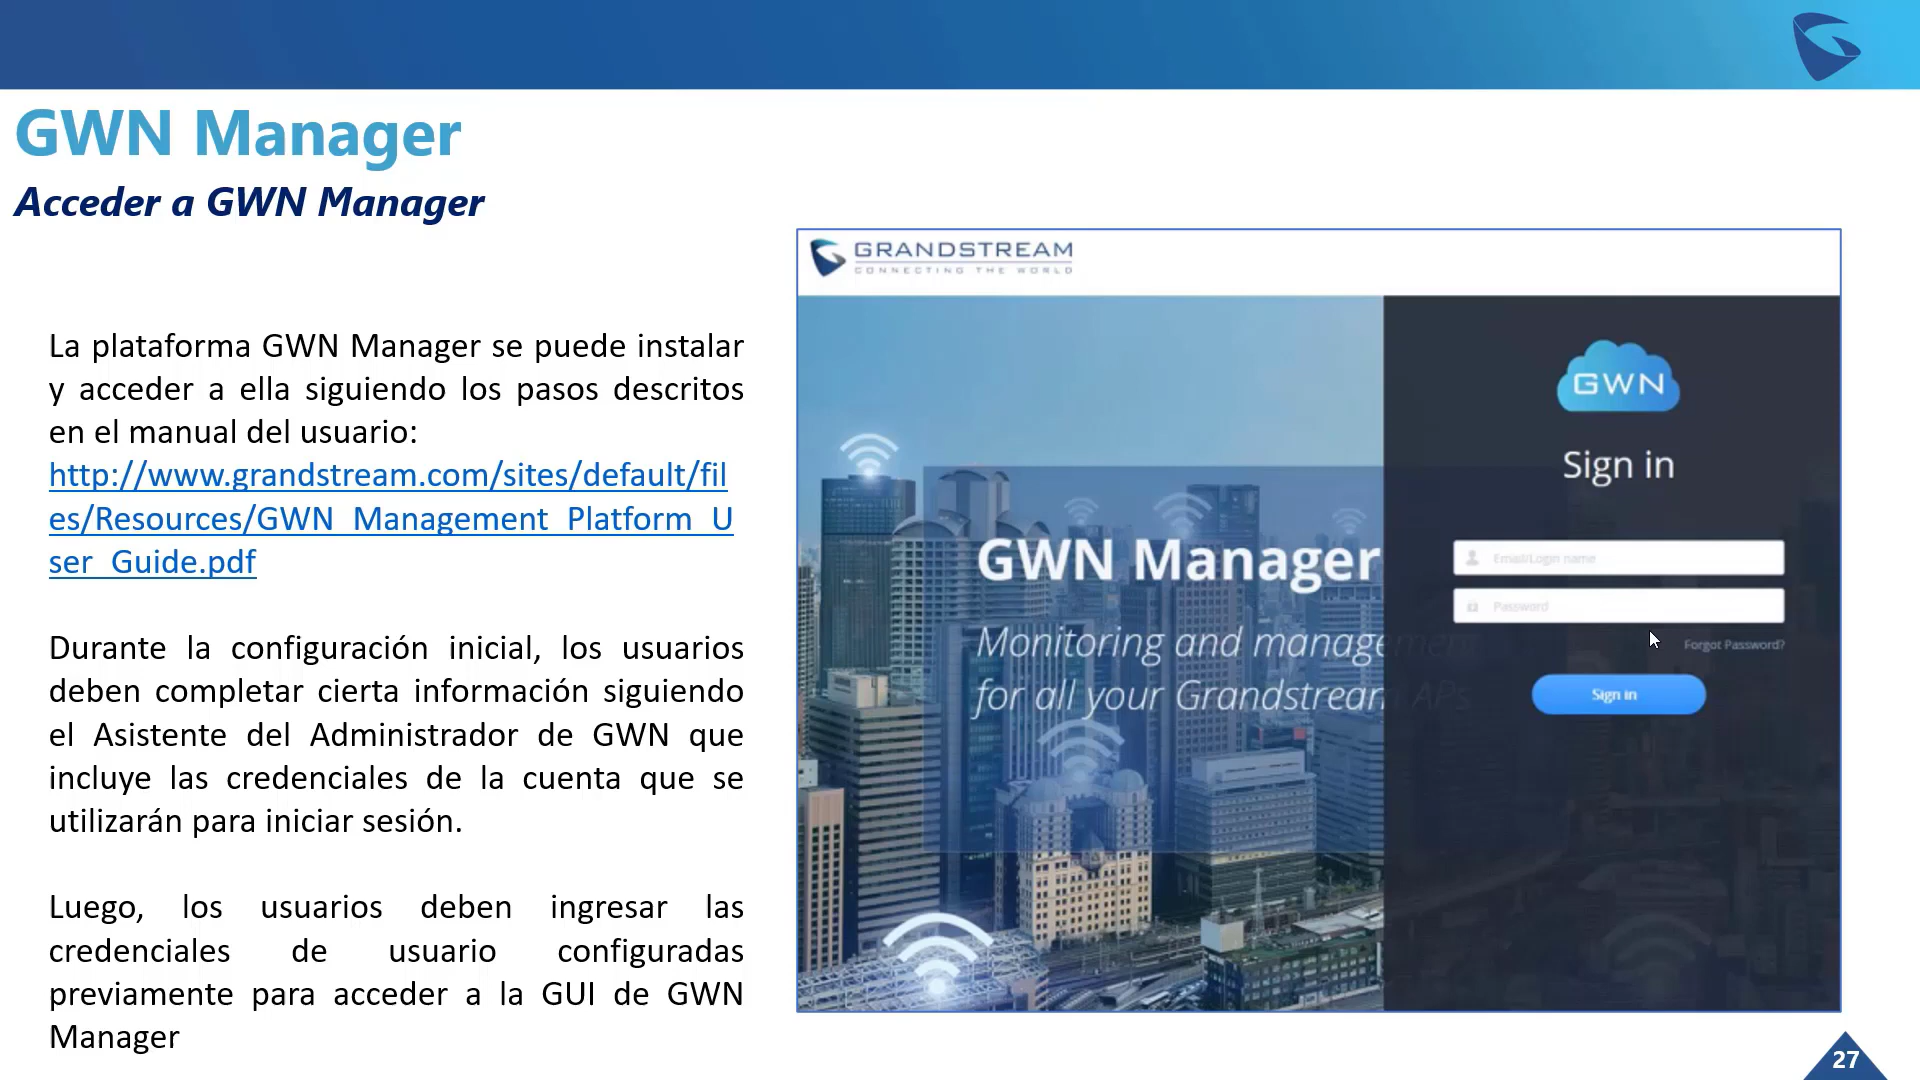 GWN Manager
Acceder a GWN Manager
La plataforma GWN Manager se puede instalar
y acceder a ella siguiendo los pasos descritos
en el manual del usuario:
http://www.grandstream.com/sites/default/fil
es/Resources/GWN_Management_Platform_U
ser_Guide.pdf
Durante la configuración inicial, los usuarios
deben completar cierta información siguiendo
el Asistente del Administrador de GWN que
incluye las credenciales de la cuenta que se
utilizarán para iniciar sesión.
Luego, los usuarios deben ingresar las
credenciales de usuario configuradas
previamente para acceder a la GUI de GWN
Manager
GRANDSTREAM
CONNECTING THE WORLD
GWN Manager
Monitoring and management
for all your Grandstream APs
GWN
Sign in
Email/Login name
Password
Forgot Password?
Sign in
27